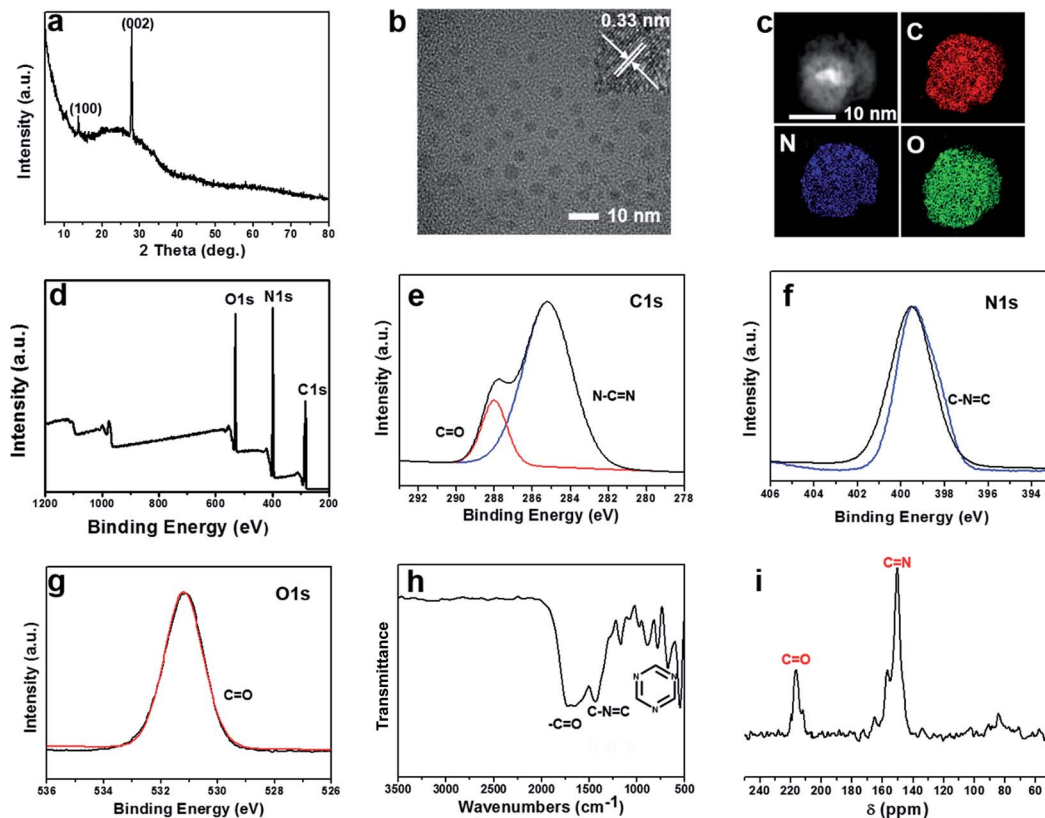 a
(002)
(100)
Intensity (a.u.)
5 10 20 30 40 50 60 70 80
2 Theta (deg.)
b
0.33 nm
10 nm
c
C
10 nm
N
O
d
O1s
N1s
C1s
Intensity (a.u.)
1200 1000 800 600 400 200
Binding Energy (eV)
e
C1s
N-C=N
C=O
Intensity (a.u.)
292 290 288 286 284 282 280 278
Binding Energy (eV)
f
N1s
C-N=C
Intensity (a.u.)
406 404 402 400 398 396 394
Binding Energy (eV)
g
O1s
C=O
Intensity (a.u.)
536 534 532 530 528 526
Binding Energy (eV)
h
Transmittance
-C=O
C-N=C
N
N
N
3500 3000 2500 2000 1500 1000 500
Wavenumbers (cm-1)
i
C=N
C=O
Intensity (a.u.)
240 220 200 180 160 140 120 100 80 60
δ (ppm)